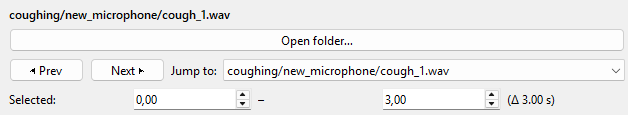 coughing/new_microphone/cough_1.wav
Open folder...
Prev Next Jump to: coughing/new_microphone/cough_1.wav
Selected: 0,00 – 3,00 (Δ 3.00 s)